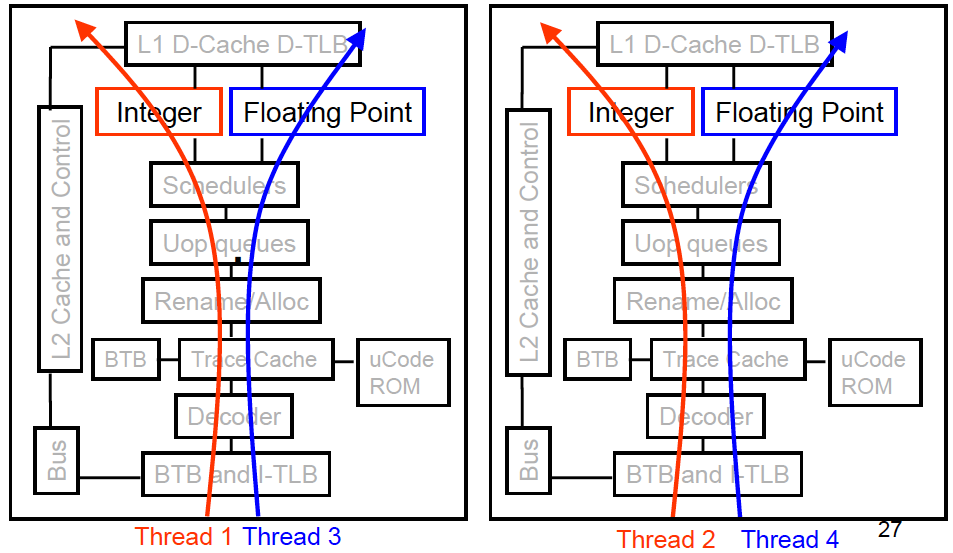 L1 D-Cache D-TLB
Integer
Floating Point
L2 Cache and Control
Schedulers
Uop queues
Rename/Alloc
BTB
Trace Cache
uCode
ROM
Decoder
Bus
BTB and I-TLB
Thread 1
Thread 3
L1 D-Cache D-TLB
Integer
Floating Point
L2 Cache and Control
Schedulers
Uop queues
Rename/Alloc
BTB
Trace Cache
uCode
ROM
Decoder
Bus
BTB and I-TLB
Thread 2
Thread 4
27